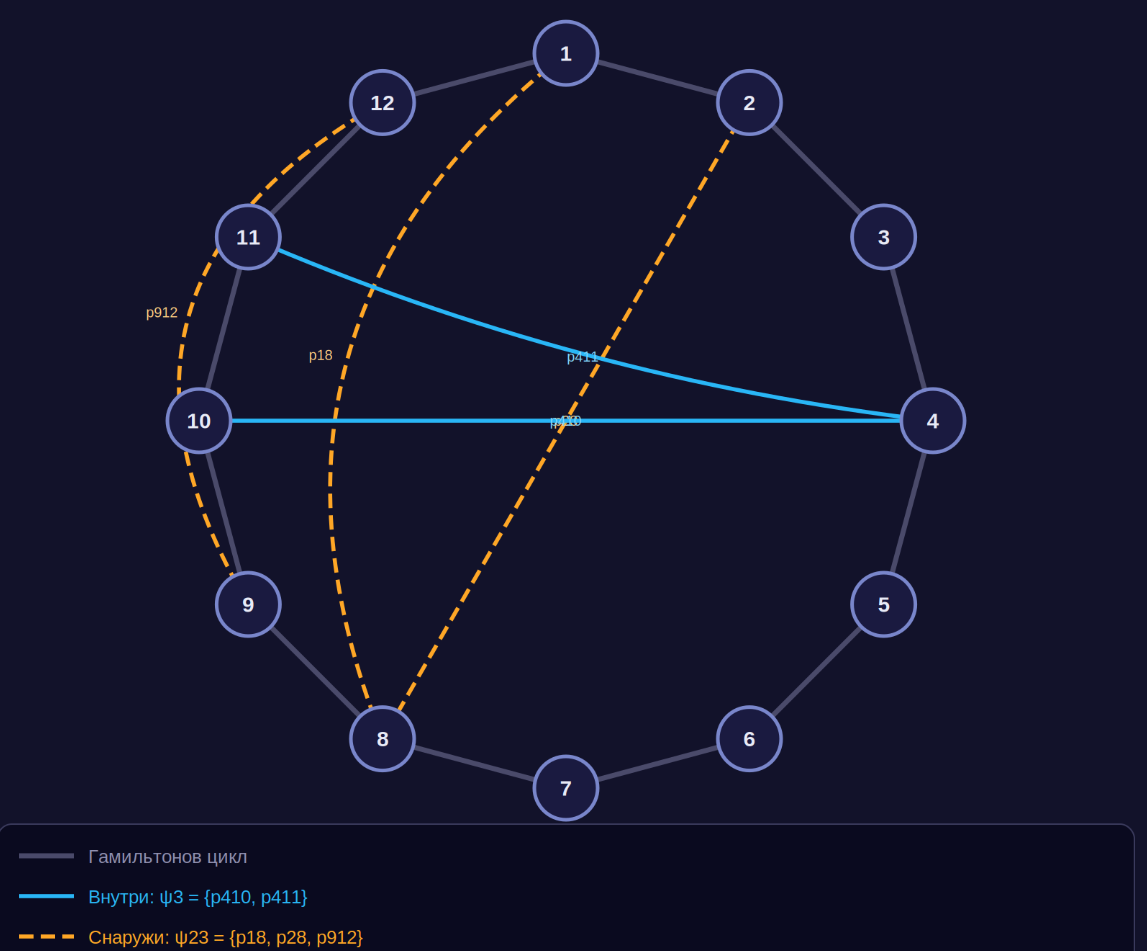 1
12
2
11
3
p912
p18
p411
10
4
9
5
8
6
7
Гамильтонов цикл
Внутри: ψ3 = {p410, p411}
Снаружи: ψ23 = {p18, p28, p912}